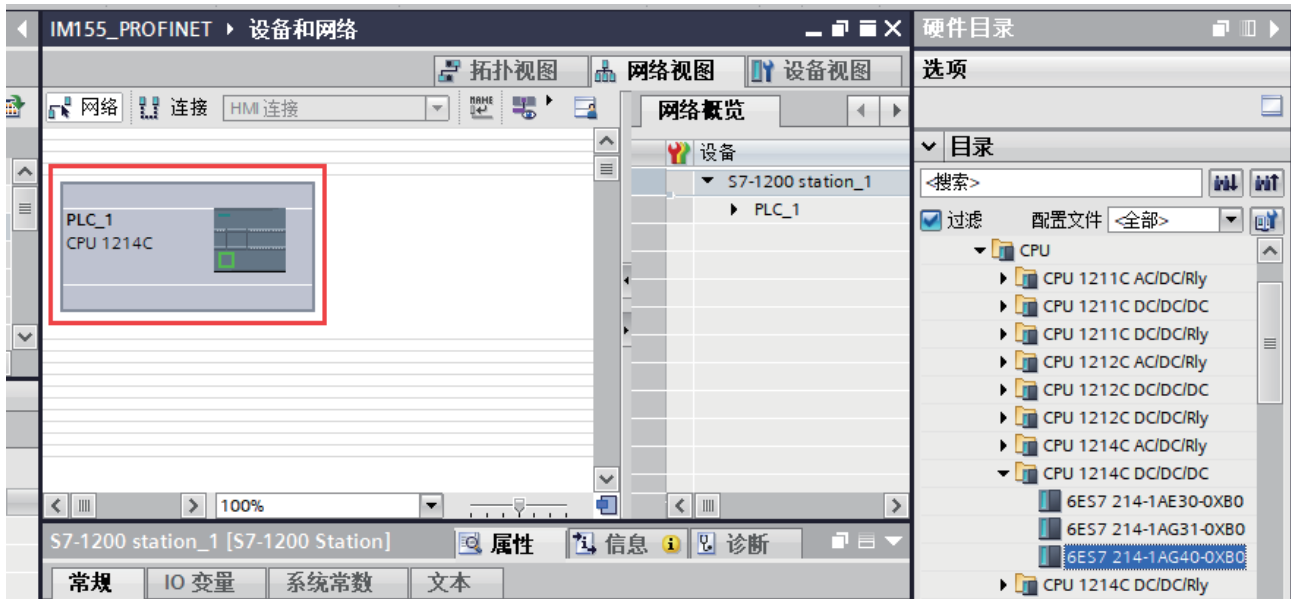 IM155_PROFINET ▸ 设备和网络
拓扑视图 网络视图 设备视图
网络 连接 HMI 连接
PLC_1
CPU 1214C
100%
网络概览
设备
S7-1200 station_1
PLC_1
S7-1200 station_1 [S7-1200 Station]
属性 信息 诊断
常规 IO 变量 系统常数 文本
硬件目录
选项
目录
<搜索>
过滤 配置文件 <全部>
CPU
CPU 1211C AC/DC/Rly
CPU 1211C DC/DC/DC
CPU 1211C DC/DC/Rly
CPU 1212C AC/DC/Rly
CPU 1212C DC/DC/DC
CPU 1212C DC/DC/Rly
CPU 1214C AC/DC/Rly
CPU 1214C DC/DC/DC
6ES7 214-1AE30-0XB0
6ES7 214-1AG31-0XB0
6ES7 214-1AG40-0XB0
CPU 1214C DC/DC/Rly